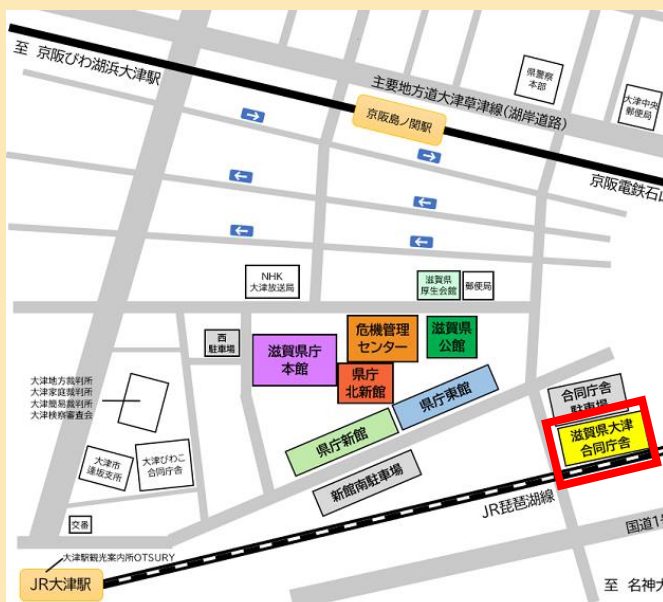 至 京阪びわ湖浜大津駅
県警察
本部
大津中央
郵便局
主要地方道大津草津線(湖岸道路)
京阪島ノ関駅
京阪電鉄石山
NHK
大津放送局
滋賀県
厚生会館
郵便局
西
駐車場
滋賀県庁
本館
危機管理
センター
滋賀県
公館
県庁
北新館
県庁東館
合同庁舎
駐車場
滋賀県大津
合同庁舎
大津地方裁判所
大津家庭裁判所
大津簡易裁判所
大津検察審査会
県庁新館
大津市
逢坂支所
大津びわこ
合同庁舎
新館南駐車場
JR琵琶湖線
国道1号
交番
大津駅観光案内所OTSURY
JR大津駅
至 名神大